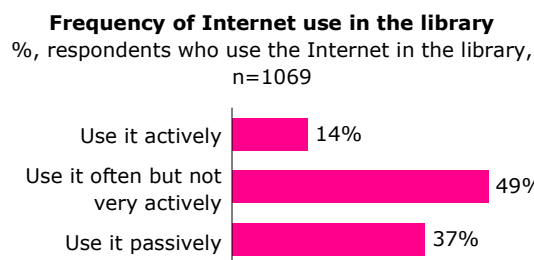 Frequency of Internet use in the library
%, respondents who use the Internet in the library,
n=1069
Use it actively
14%
Use it often but not
very actively
49%
Use it passively
37%